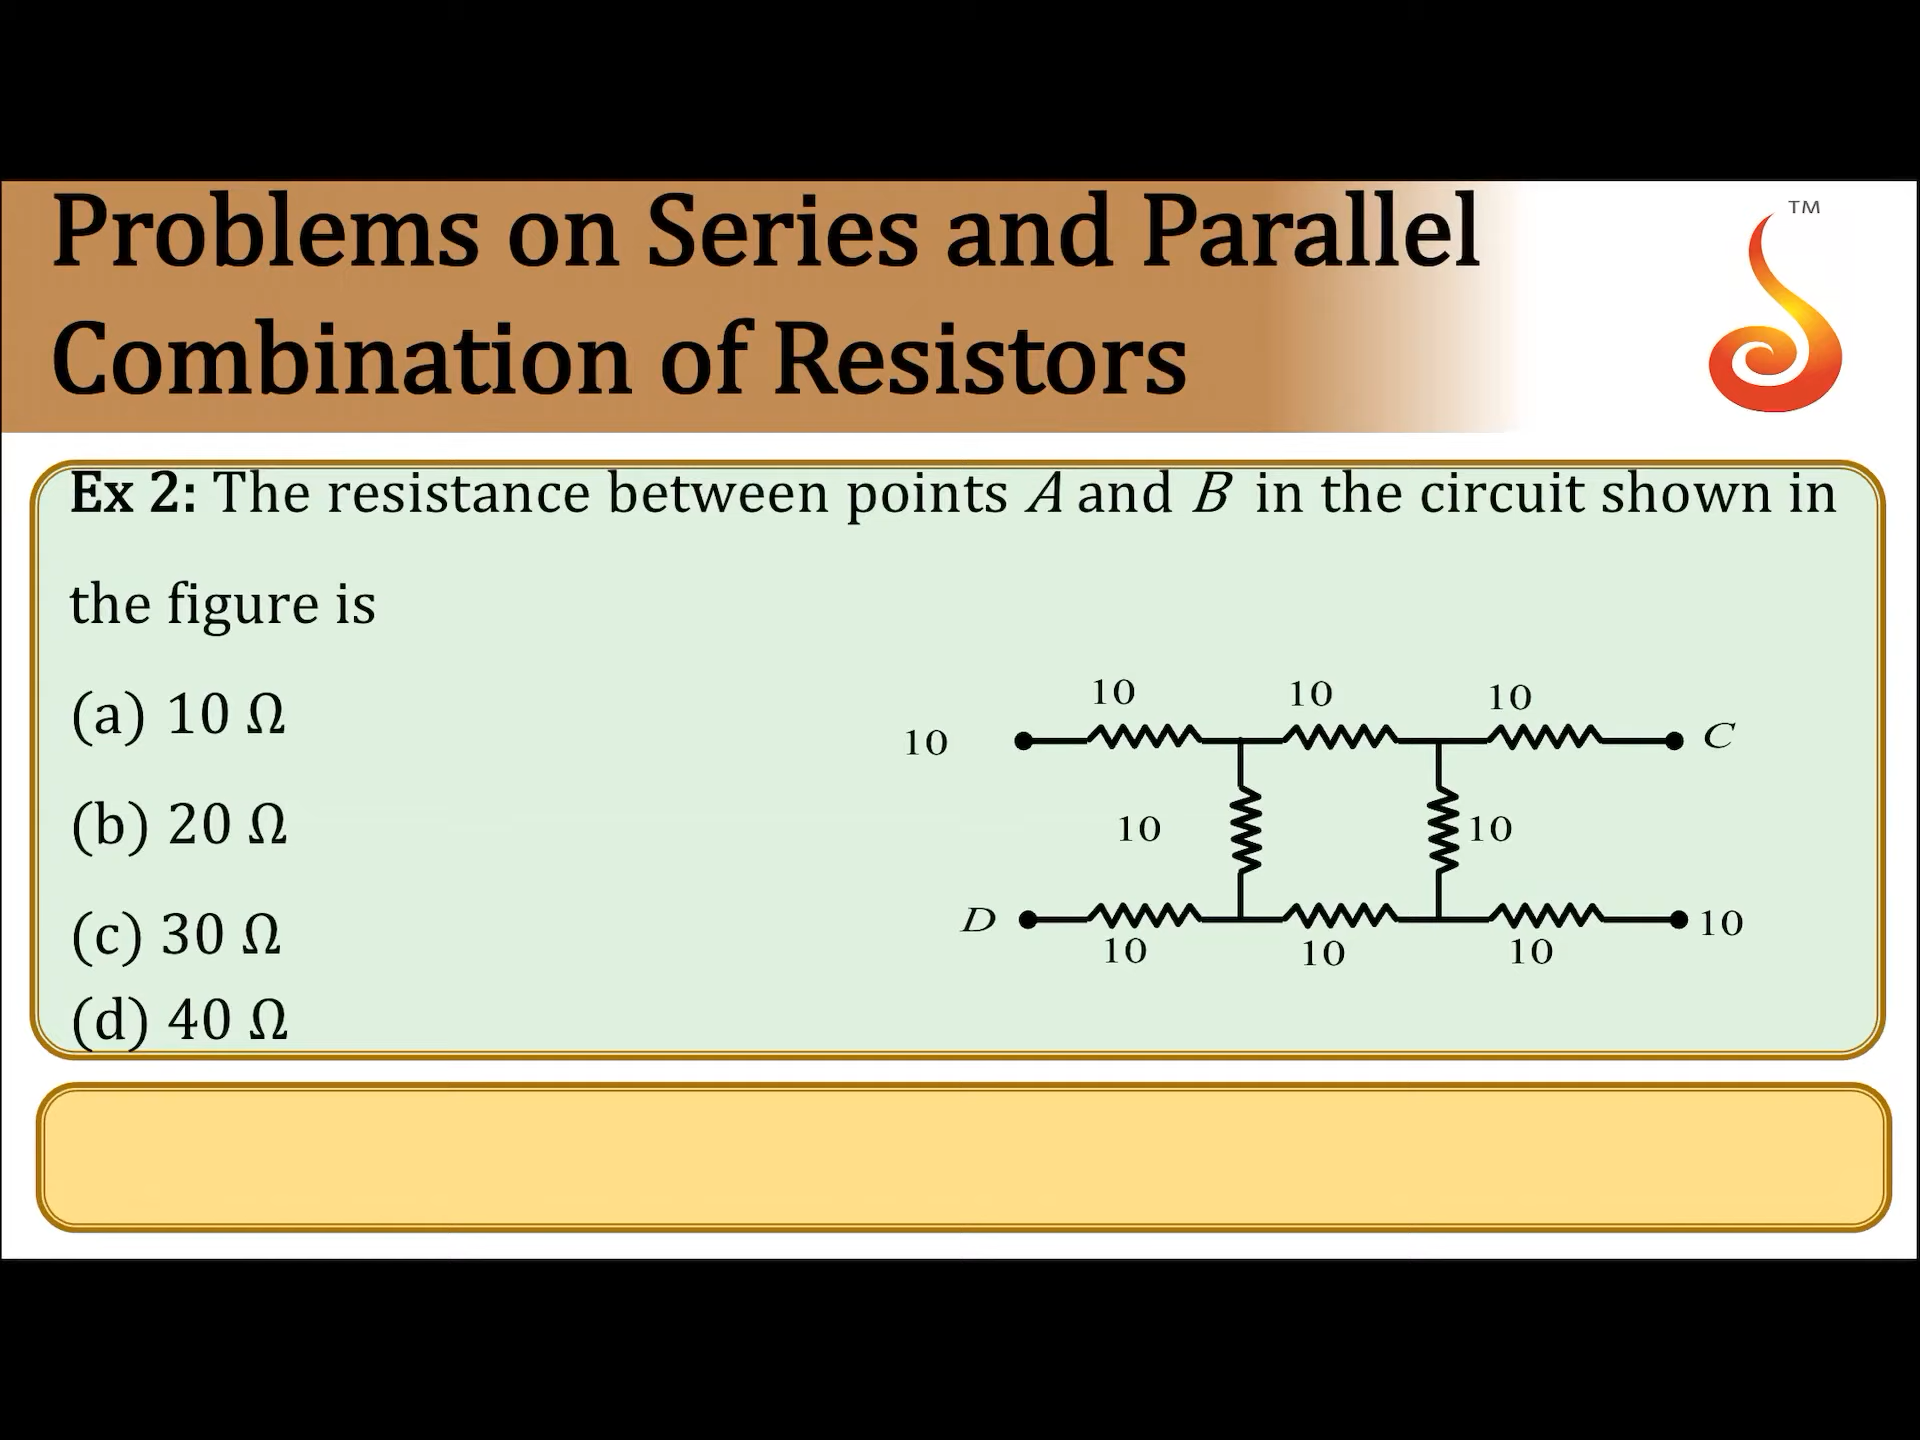 Problems on Series and Parallel
Combination of Resistors
TM
Ex 2: The resistance between points A and B in the circuit shown in
the figure is
(a) 10 Ω
(b) 20 Ω
(c) 30 Ω
(d) 40 Ω
10 10 10
10 C
10 10
D 10
10 10 10